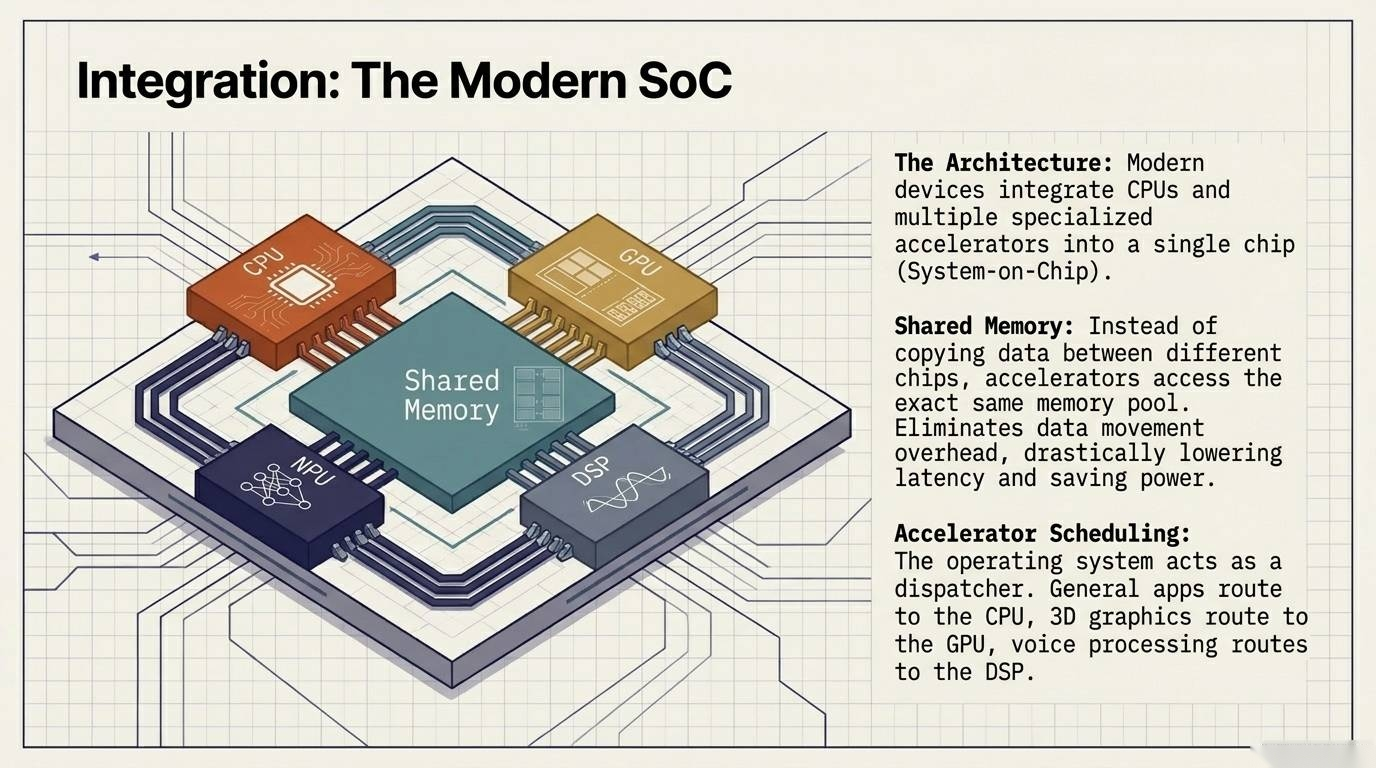 Integration: The Modern SoC
CPU
GPU
Shared
Memory
NPU
DSP
The Architecture: Modern
devices integrate CPUs and
multiple specialized
accelerators into a single chip
(System-on-Chip).
Shared Memory: Instead of
copying data between different
chips, accelerators access the
exact same memory pool.
Eliminates data movement
overhead, drastically lowering
latency and saving power.
Accelerator Scheduling:
The operating system acts as a
dispatcher. General apps route
to the CPU, 3D graphics route to
the GPU, voice processing routes
to the DSP.